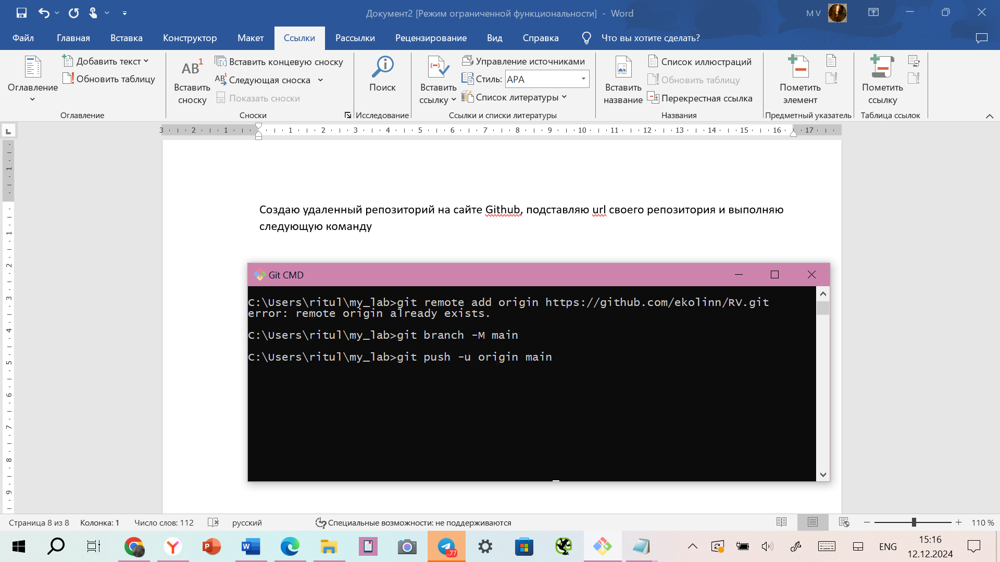 Документ2 [Режим ограниченной функциональности] - Word
M V
Файл Главная Вставка Конструктор Макет Ссылки Рассылки Рецензирование Вид Справка Что вы хотите сделать?
Оглавление
Добавить текст
Обновить таблицу
Оглавление
AB1
Вставить сноску
Вставить концевую сноску
AB1 Следующая сноска
Показать сноски
Сноски
Поиск
Исследование
Вставить ссылку
Управление источниками
Стиль: APA
Список литературы
Ссылки и списки литературы
Вставить название
Список иллюстраций
Обновить таблицу
Перекрестная ссылка
Названия
Пометить элемент
Предметный указатель
Пометить ссылку
Таблица ссылок
3 2 1 1 2 3 4 5 6 7 8 9 10 11 12 13 14 15 16 17
1 1 2 3 4 5 6 7 8 9
Создаю удаленный репозиторий на сайте Github, подставляю url своего репозитория и выполняю
следующую команду
Git CMD
C:\Users\ritul\my_lab>git remote add origin https://github.com/ekolinn/RV.git
error: remote origin already exists.
C:\Users\ritul\my_lab>git branch -M main
C:\Users\ritul\my_lab>git push -u origin main
Страница 8 из 8 Колонка: 1 Число слов: 112 русский Специальные возможности: не поддерживаются 110 %
..77
ENG
15:16
12.12.2024